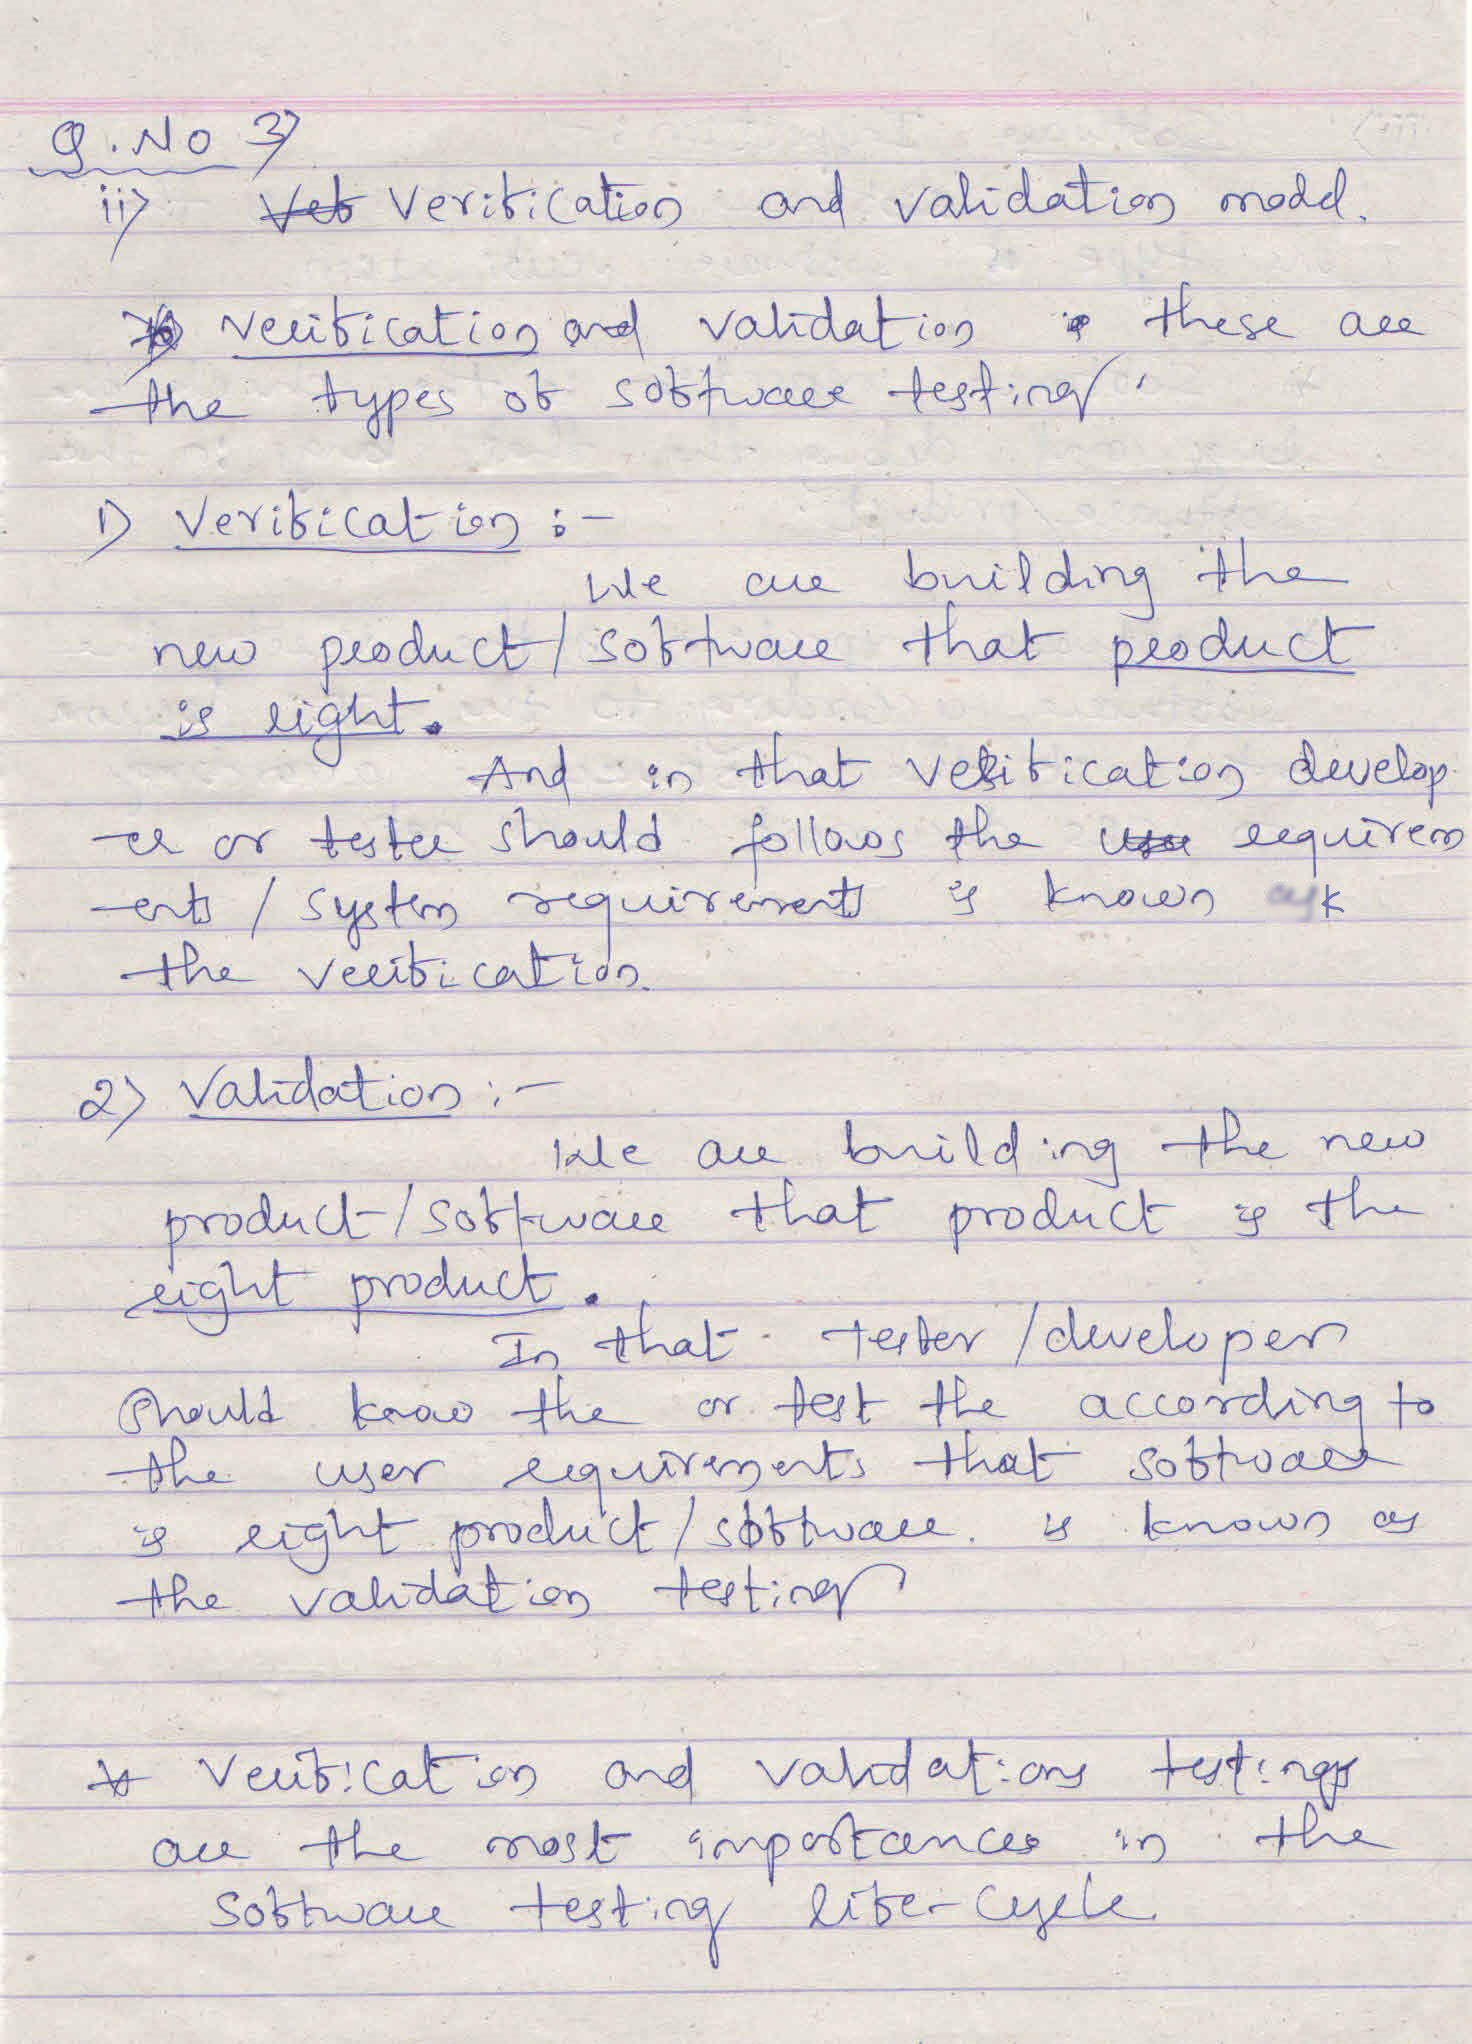 Q. No 3)
ii) Verification and validation model.
verification and validation these are
the types of software testing.
1) Verification :-
We are building the
new product/software that product
is right.
And in that verification develop
-er or tester should follows the requirem
-ents / system requirements is known as
the verification.
2) Validation :-
We are building the new
product/software that product is the
right product.
In that tester/developer
Should know the or test the according to
the user requirements that software
is right product/software. is known as
the validation testing
* Verification and validations testings
are the most importances in the
software testing life-cycle.